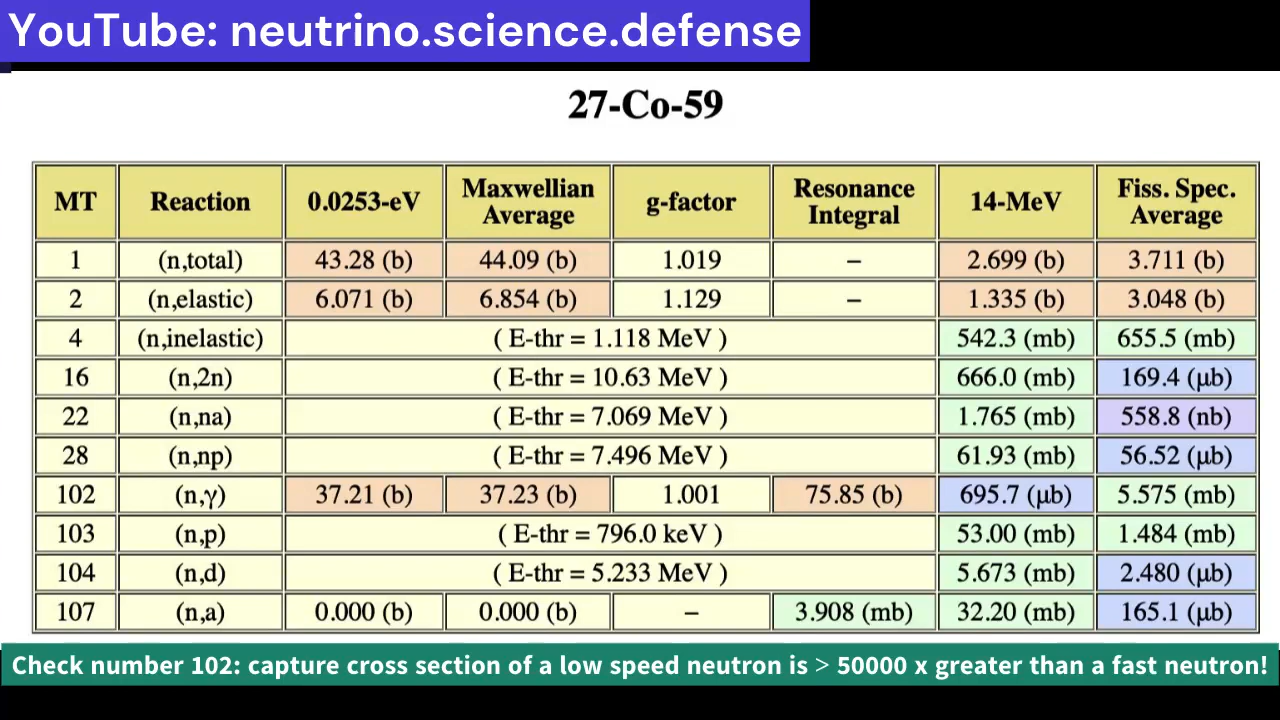 YouTube: neutrino.science.defense
27-Co-59
MT Reaction 0.0253-eV Maxwellian Average g-factor Resonance Integral 14-MeV Fiss. Spec. Average
1 (n,total) 43.28 (b) 44.09 (b) 1.019 – 2.699 (b) 3.711 (b)
2 (n,elastic) 6.071 (b) 6.854 (b) 1.129 – 1.335 (b) 3.048 (b)
4 (n,inelastic) ( E-thr = 1.118 MeV ) 542.3 (mb) 655.5 (mb)
16 (n,2n) ( E-thr = 10.63 MeV ) 666.0 (mb) 169.4 (μb)
22 (n,na) ( E-thr = 7.069 MeV ) 1.765 (mb) 558.8 (nb)
28 (n,np) ( E-thr = 7.496 MeV ) 61.93 (mb) 56.52 (μb)
102 (n,γ) 37.21 (b) 37.23 (b) 1.001 75.85 (b) 695.7 (μb) 5.575 (mb)
103 (n,p) ( E-thr = 796.0 keV ) 53.00 (mb) 1.484 (mb)
104 (n,d) ( E-thr = 5.233 MeV ) 5.673 (mb) 2.480 (μb)
107 (n,a) 0.000 (b) 0.000 (b) – 3.908 (mb) 32.20 (mb) 165.1 (μb)
Check number 102: capture cross section of a low speed neutron is > 50000 x greater than a fast neutron!